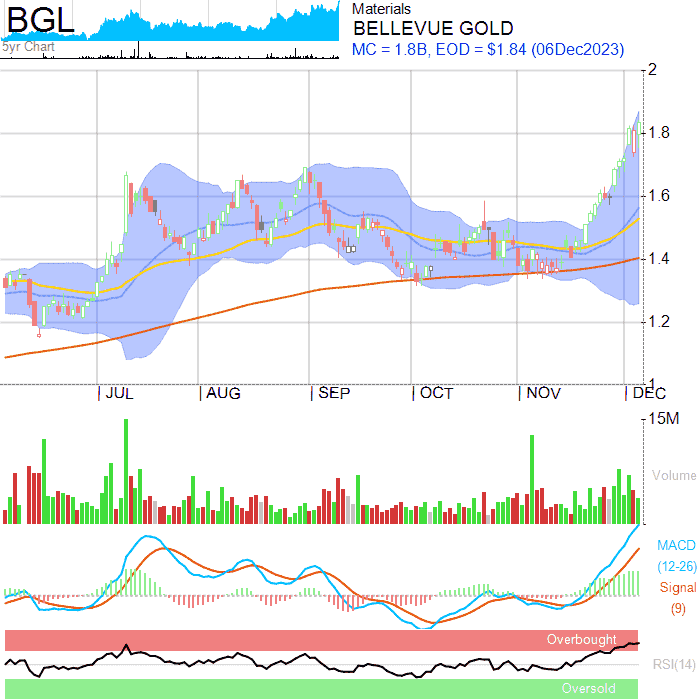 BGL
5yr Chart
Materials
BELLEVUE GOLD
MC = 1.8B, EOD = $1.84 (06Dec2023)
2
1.8
1.6
1.4
1.2
1
JUL AUG SEP OCT NOV DEC
15M
Volume
MACD
(12-26)
Signal
(9)
Overbought
RSI(14)
Oversold